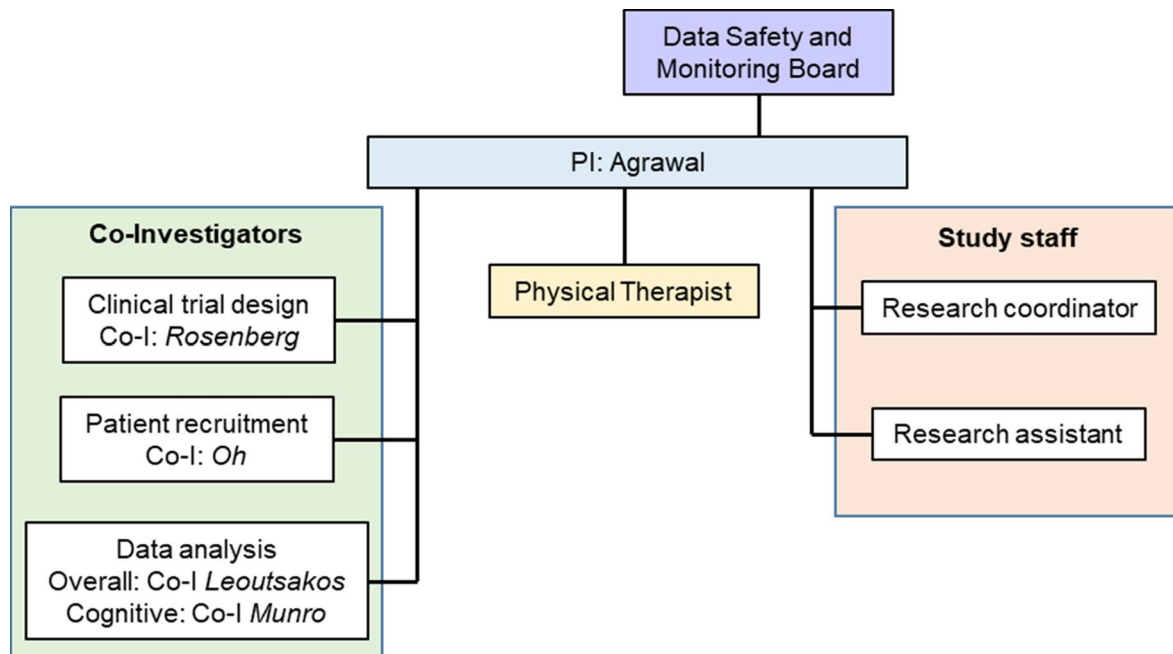 Data Safety and
Monitoring Board
PI: Agrawal
Co-Investigators
Clinical trial design
Co-I: Rosenberg
Patient recruitment
Co-I: Oh
Data analysis
Overall: Co-I Leoutsakos
Cognitive: Co-I Munro
Physical Therapist
Study staff
Research coordinator
Research assistant